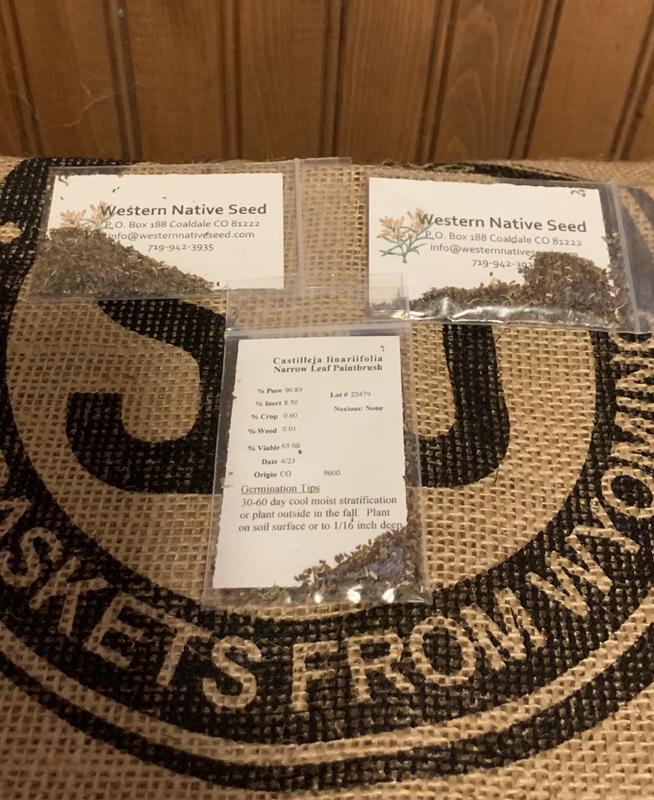 Western Native Seed
P.O. Box 188 Coaldale CO 81222
info@westernnativeseed.com
719-942-3935
Western Native Seed
P.O. Box 188 Coaldale CO 81222
info@westernnatives
719-942-393
Castilleja linariifolia
Narrow Leaf Paintbrush
% Pure 90.89
% Inert 8.50
% Crop 0.60
% Weed 0.01
% Viable 65.00
Date 4/23
Origin CO 9600
Lot # 22479
Noxious: None
Germination Tips
30-60 day cool moist stratification
or plant outside in the fall. Plant
on soil surface or to 1/16 inch deep
SU
ASKETS FROM WYOMING